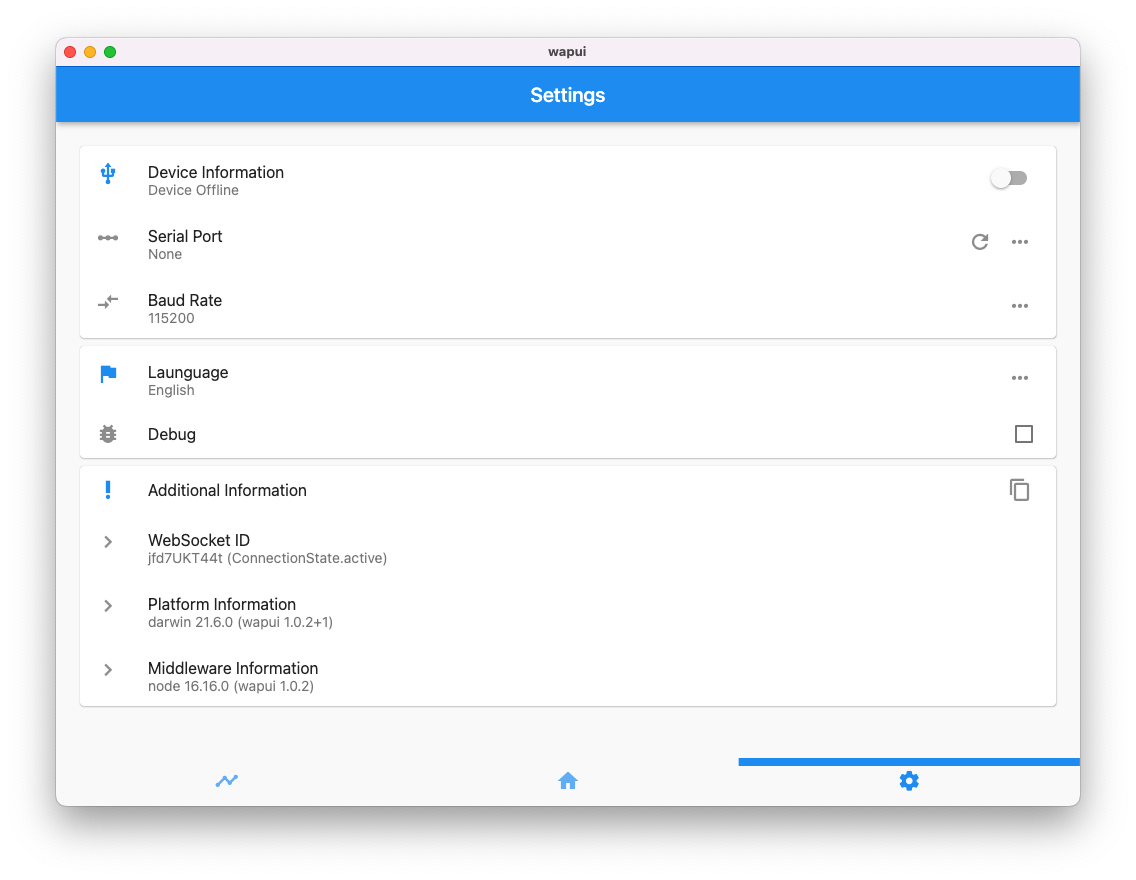 wapui
Settings
Device Information
Device Offline
Serial Port
None
Baud Rate
115200
Launguage
English
Debug
Additional Information
WebSocket ID
jfd7UKT44t (ConnectionState.active)
Platform Information
darwin 21.6.0 (wapui 1.0.2+1)
Middleware Information
node 16.16.0 (wapui 1.0.2)